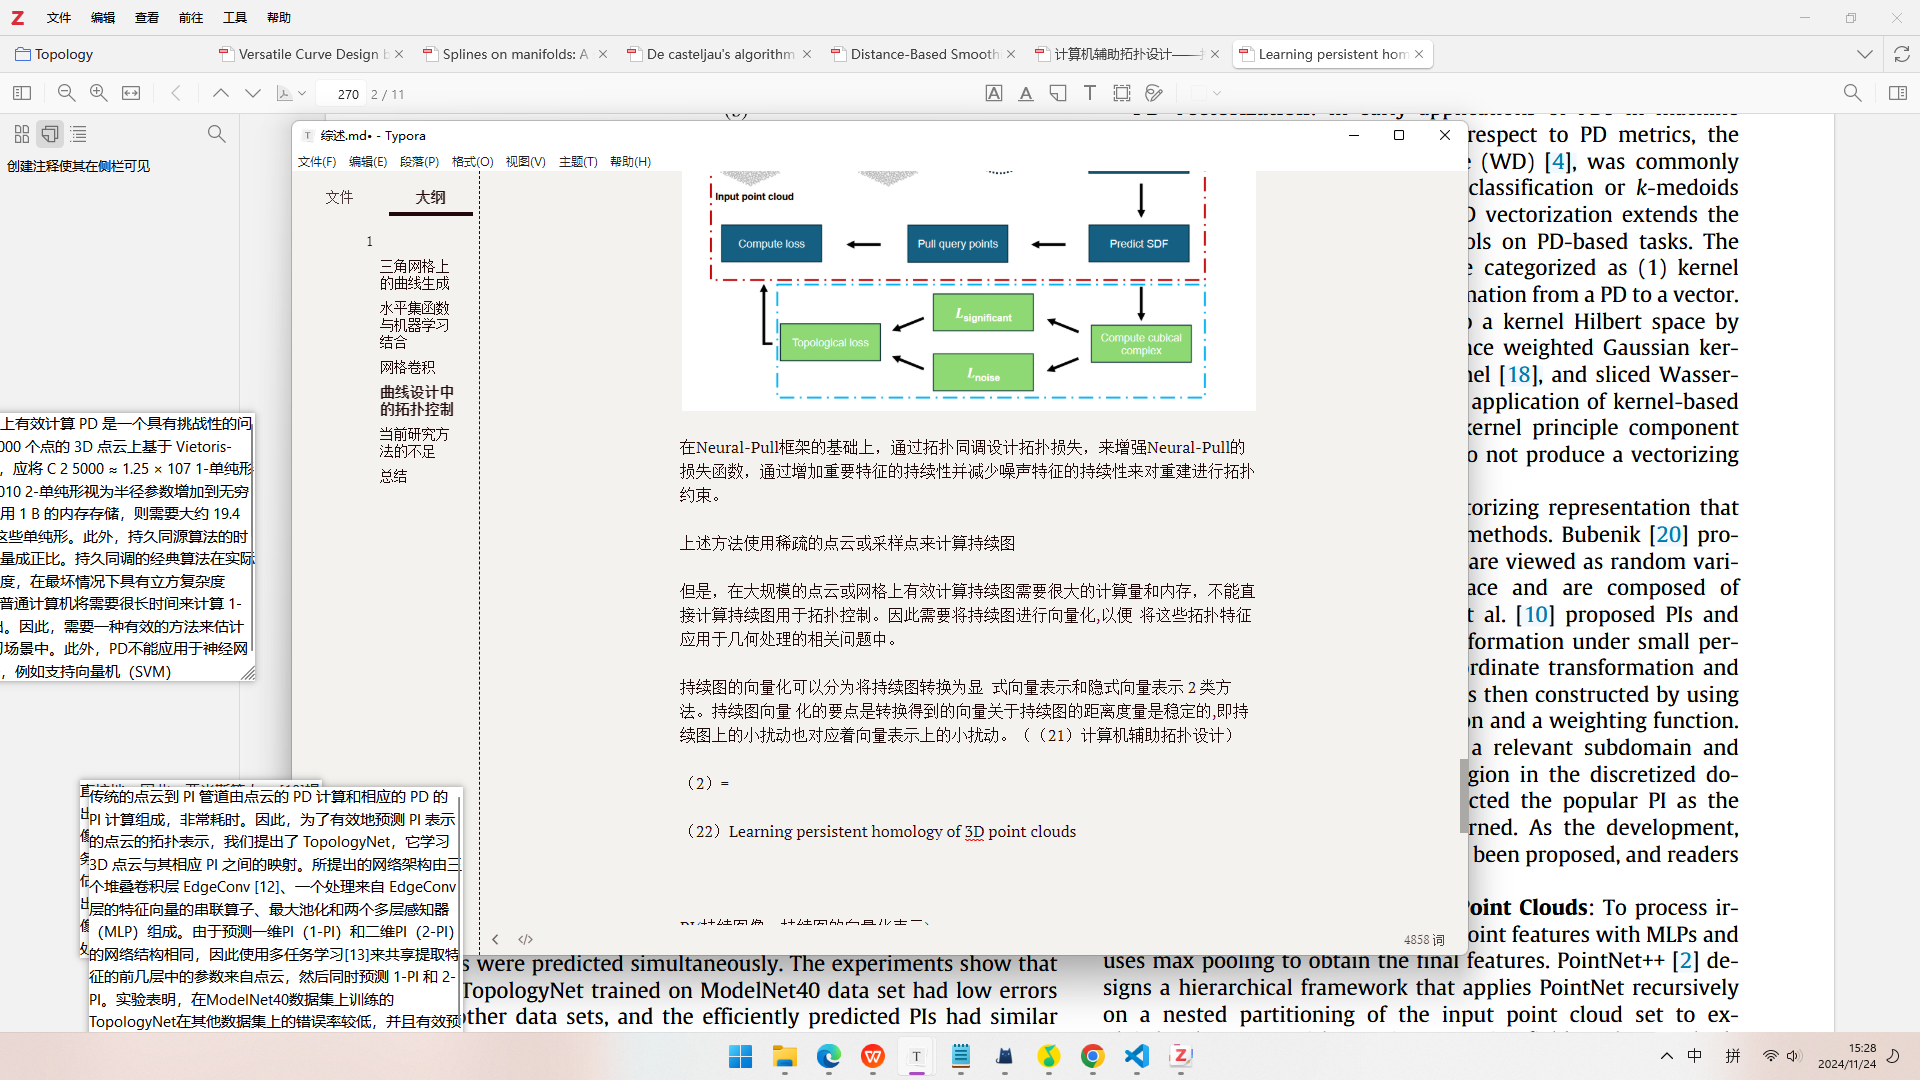 文件 编辑 查看 前往 工具 帮助
Topology
Versatile Curve Design b
Splines on manifolds: A
De casteljau's algorithm
Distance-Based Smoothi
计算机辅助拓扑设计——
Learning persistent hom
270 2 / 11
创建注释使其在侧栏可见
综述.md• - Typora
文件(F) 编辑(E) 段落(P) 格式(O) 视图(V) 主题(T) 帮助(H)
文件 大纲
1
三角网格上
的曲线生成
水平集函数
与机器学习
结合
网格卷积
曲线设计中
的拓扑控制
当前研究方
法的不足
总结
Input point cloud
Compute loss
Pull query points
Predict SDF
Lsignificant
Topological loss
Compute cubical
complex
Lnoise
在Neural-Pull框架的基础上，通过拓扑同调设计拓扑损失，来增强Neural-Pull的
损失函数，通过增加重要特征的持续性并减少噪声特征的持续性来对重建进行拓扑
约束。
上述方法使用稀疏的点云或采样点来计算持续图
但是，在大规模的点云或网格上有效计算持续图需要很大的计算量和内存，不能直
接计算持续图用于拓扑控制。因此需要将持续图进行向量化,以便 将这些拓扑特征
应用于几何处理的相关问题中。
持续图的向量化可以分为将持续图转换为显 式向量表示和隐式向量表示 2 类方
法。持续图向量 化的要点是转换得到的向量关于持续图的距离度量是稳定的,即持
续图上的小扰动也对应着向量表示上的小扰动。（（21）计算机辅助拓扑设计）
（2）=
（22）Learning persistent homology of 3D point clouds
4858 词
上有效计算 PD 是一个具有挑战性的问
000 个点的 3D 点云上基于 Vietoris-
，应将 C 2 5000 ≈ 1.25 × 107 1-单纯形
010 2-单纯形视为半径参数增加到无穷
用 1 B 的内存存储，则需要大约 19.4
这些单纯形。此外，持久同源算法的时
量成正比。持久同调的经典算法在实际
度，在最坏情况下具有立方复杂度
普通计算机将需要很长时间来计算 1-
。因此，需要一种有效的方法来估计
场景中。此外，PD不能应用于神经网
，例如支持向量机（SVM）
传统的点云到 PI 管道由点云的 PD 计算和相应的 PD 的
PI 计算组成，非常耗时。因此，为了有效地预测 PI 表示
的点云的拓扑表示，我们提出了 TopologyNet，它学习
3D 点云与其相应 PI 之间的映射。所提出的网络架构由三
个堆叠卷积层 EdgeConv [12]、一个处理来自 EdgeConv
层的特征向量的串联算子、最大池化和两个多层感知器
（MLP）组成。由于预测一维PI（1-PI）和二维PI（2-PI）
的网络结构相同，因此使用多任务学习[13]来共享提取特
征的前几层中的参数来自点云，然后同时预测 1-PI 和 2-
PI。实验表明，在ModelNet40数据集上训练的
TopologyNet在其他数据集上的错误率较低，并且有效预
s were predicted simultaneously. The experiments show that
TopologyNet trained on ModelNet40 data set had low errors
other data sets, and the efficiently predicted PIs had similar
respect to PD metrics, the
e (WD) [4], was commonly
classification or k-medoids
D vectorization extends the
ols on PD-based tasks. The
e categorized as (1) kernel
mation from a PD to a vector.
o a kernel Hilbert space by
nce weighted Gaussian ker-
nel [18], and sliced Wasser-
application of kernel-based
kernel principle component
o not produce a vectorizing
torizing representation that
methods. Bubenik [20] pro-
are viewed as random vari-
ace and are composed of
t al. [10] proposed PIs and
formation under small per-
ordinate transformation and
s then constructed by using
on and a weighting function.
a relevant subdomain and
gion in the discretized do-
cted the popular PI as the
rned. As the development,
been proposed, and readers
Point Clouds: To process ir-
oint features with MLPs and
uses max pooling to obtain the final features. PointNet++ [2] de-
signs a hierarchical framework that applies PointNet recursively
on a nested partitioning of the input point cloud set to ex-
中 拼
15:28
2024/11/24